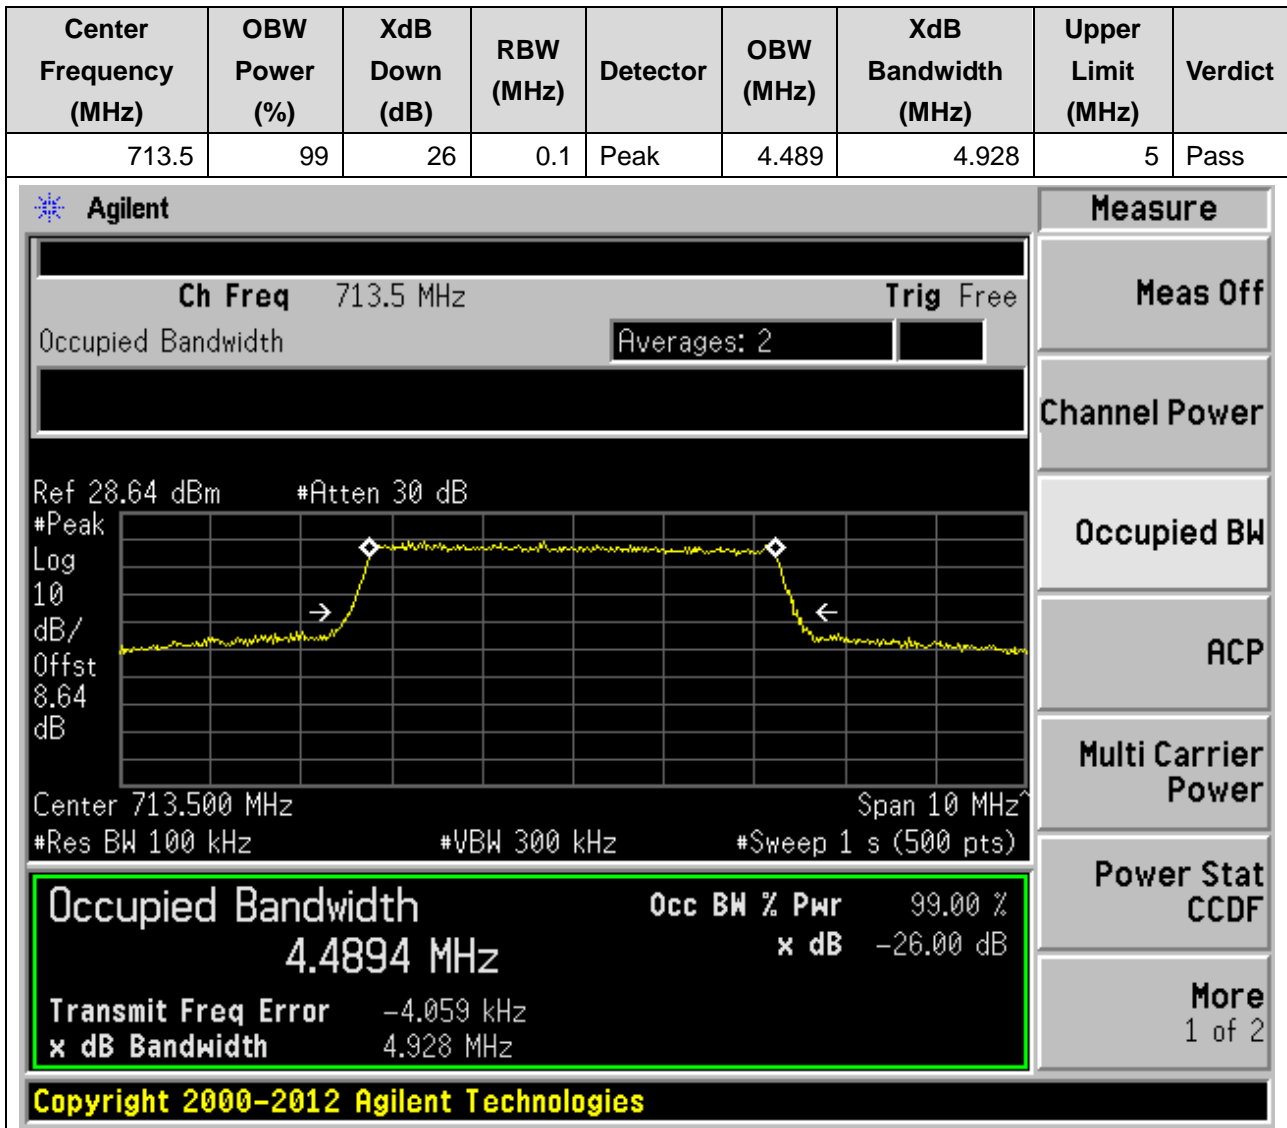 Center Frequency (MHz) OBW Power (%) XdB Down (dB) RBW (MHz) Detector OBW (MHz) XdB Bandwidth (MHz) Upper Limit (MHz) Verdict
713.5 99 26 0.1 Peak 4.489 4.928 5 Pass
Agilent
Measure
Ch Freq 713.5 MHz Trig Free
Occupied Bandwidth Averages: 2
Meas Off
Channel Power
Occupied BW
ACP
Multi Carrier
Power
Power Stat
CCDF
More
1 of 2
Ref 28.64 dBm #Atten 30 dB
#Peak
Log
10
dB/
Offst
8.64
dB
Center 713.500 MHz Span 10 MHz^
#Res BW 100 kHz #VBW 300 kHz #Sweep 1 s (500 pts)
Occupied Bandwidth Occ BW % Pwr 99.00 %
4.4894 MHz x dB -26.00 dB
Transmit Freq Error -4.059 kHz
x dB Bandwidth 4.928 MHz
Copyright 2000-2012 Agilent Technologies